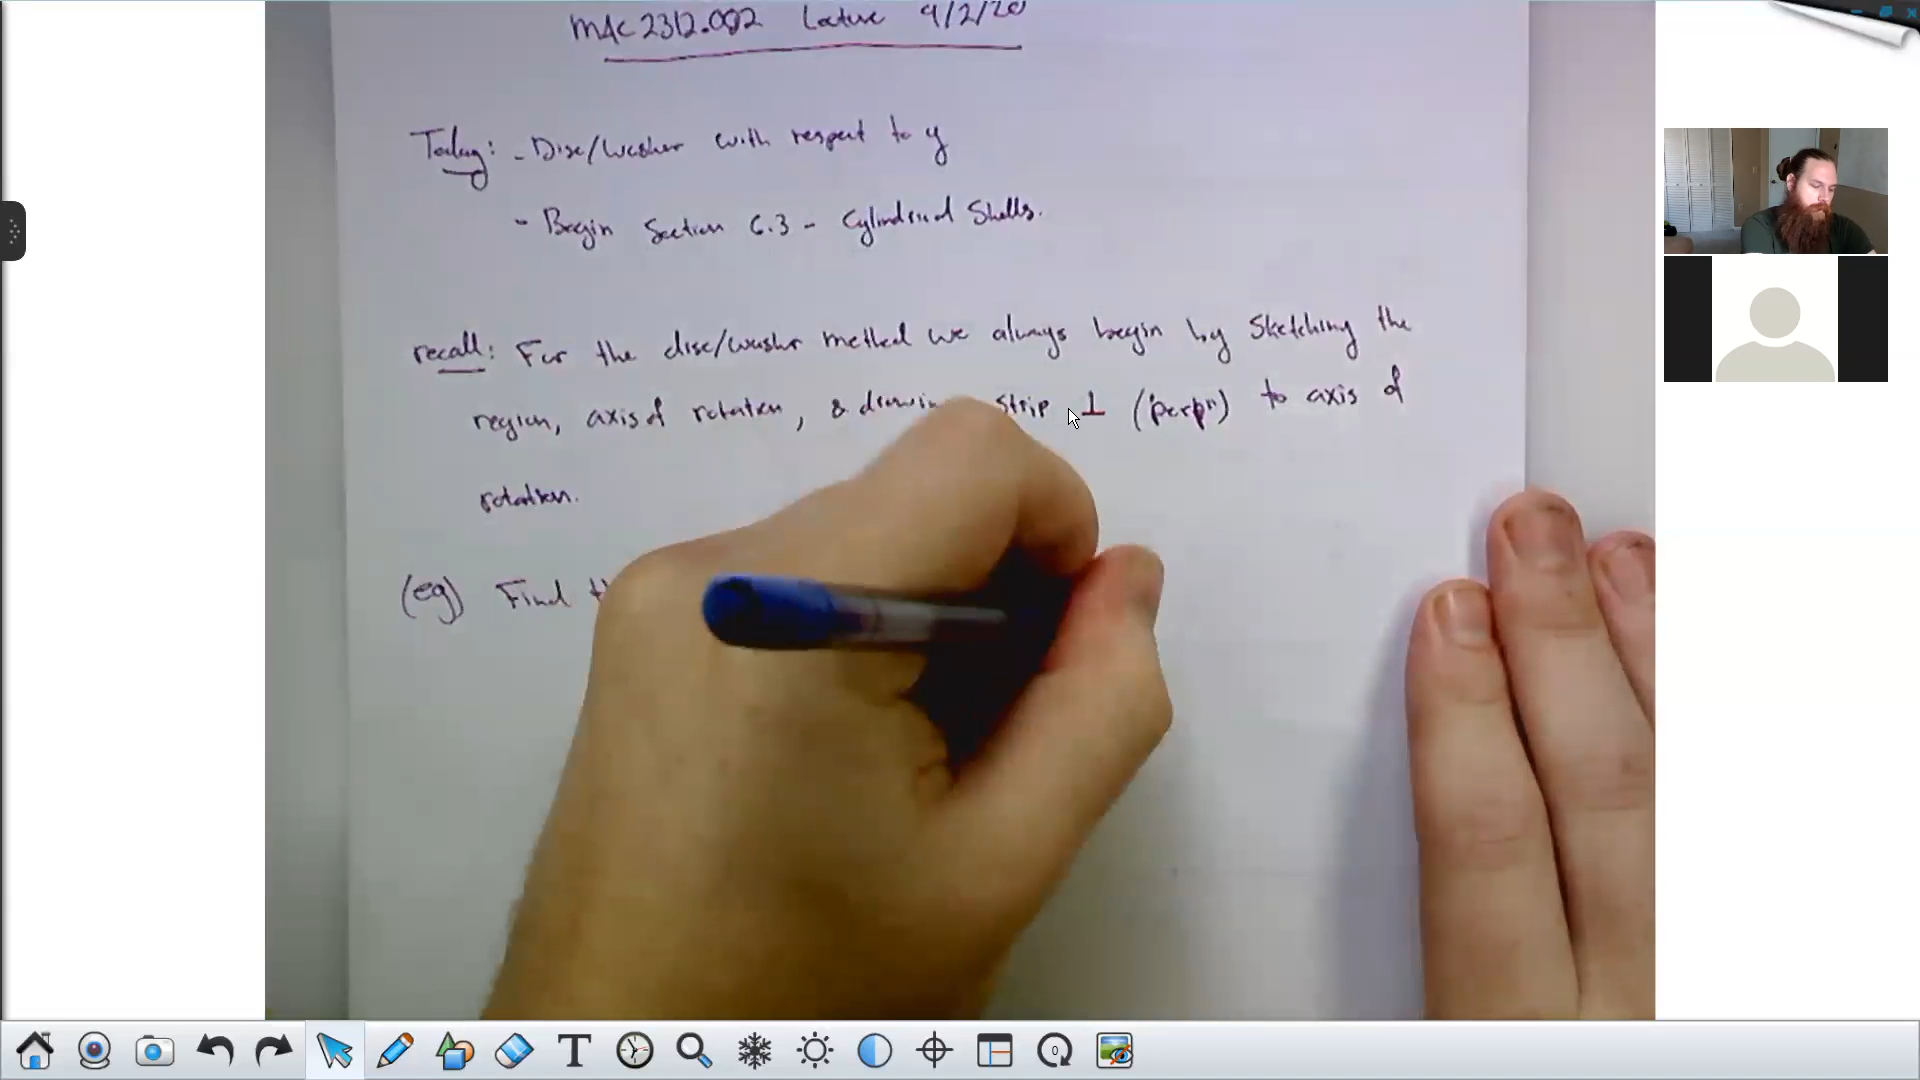 MAC2312.002 Lecture 9/2/20
Today: - Disc/Washer with respect to y
- Begin Section 6.3 - Cylindrical Shells.
recall: For the disc/washer method we always begin by Sketching the
region, axis of rotation, & strip ⊥ ("perp") to axis of
rotation.
(eg) Find
T
0